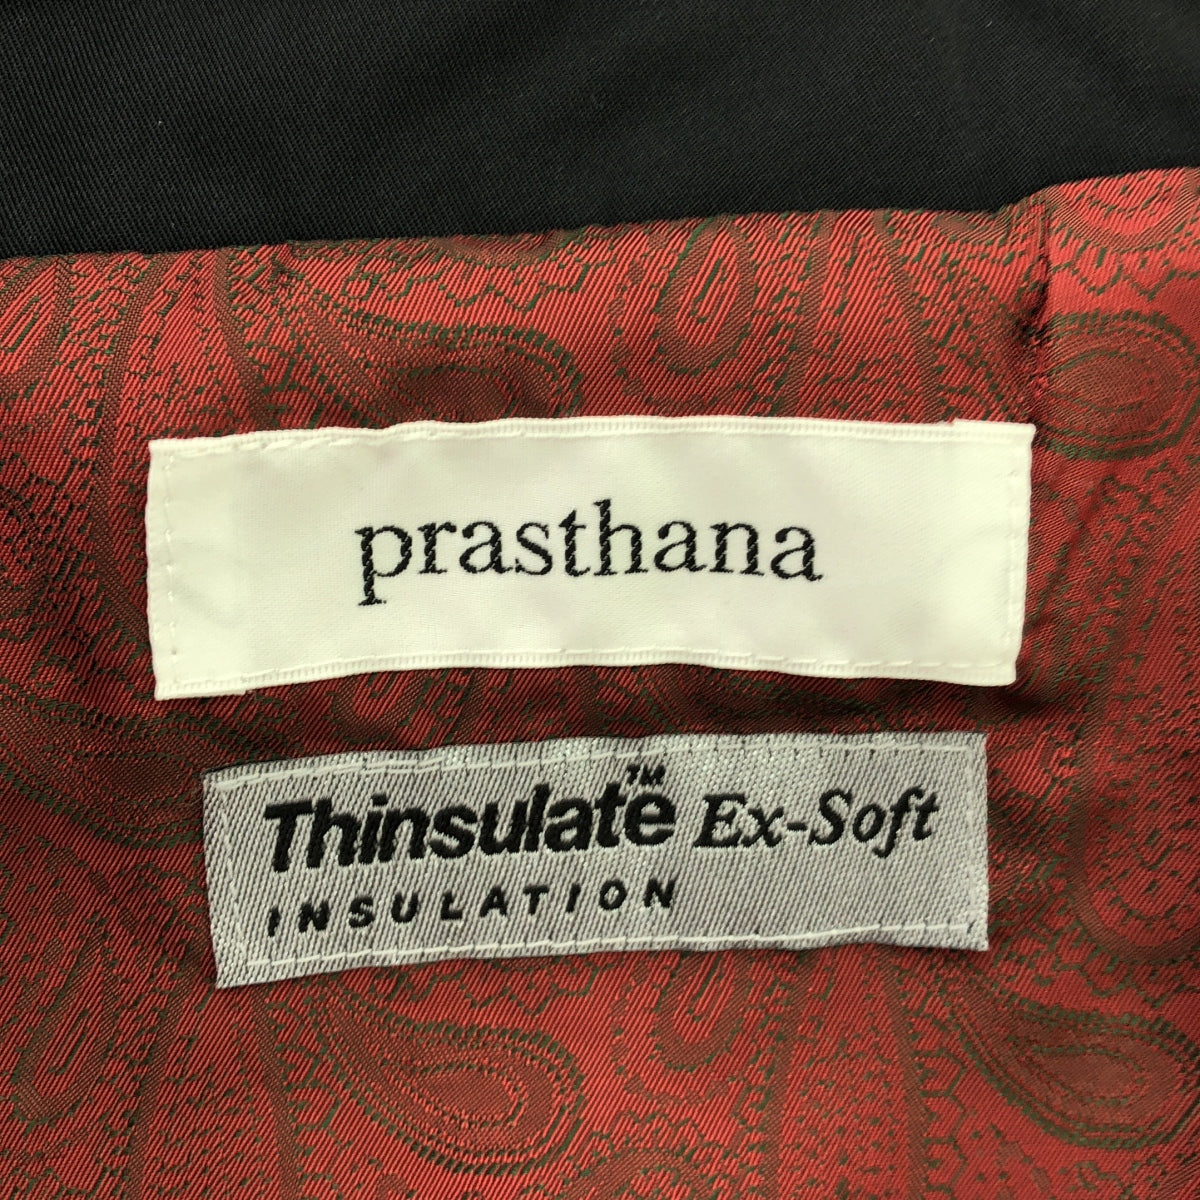 prasthana
Thinsulate™ Ex-Soft
INSULATION